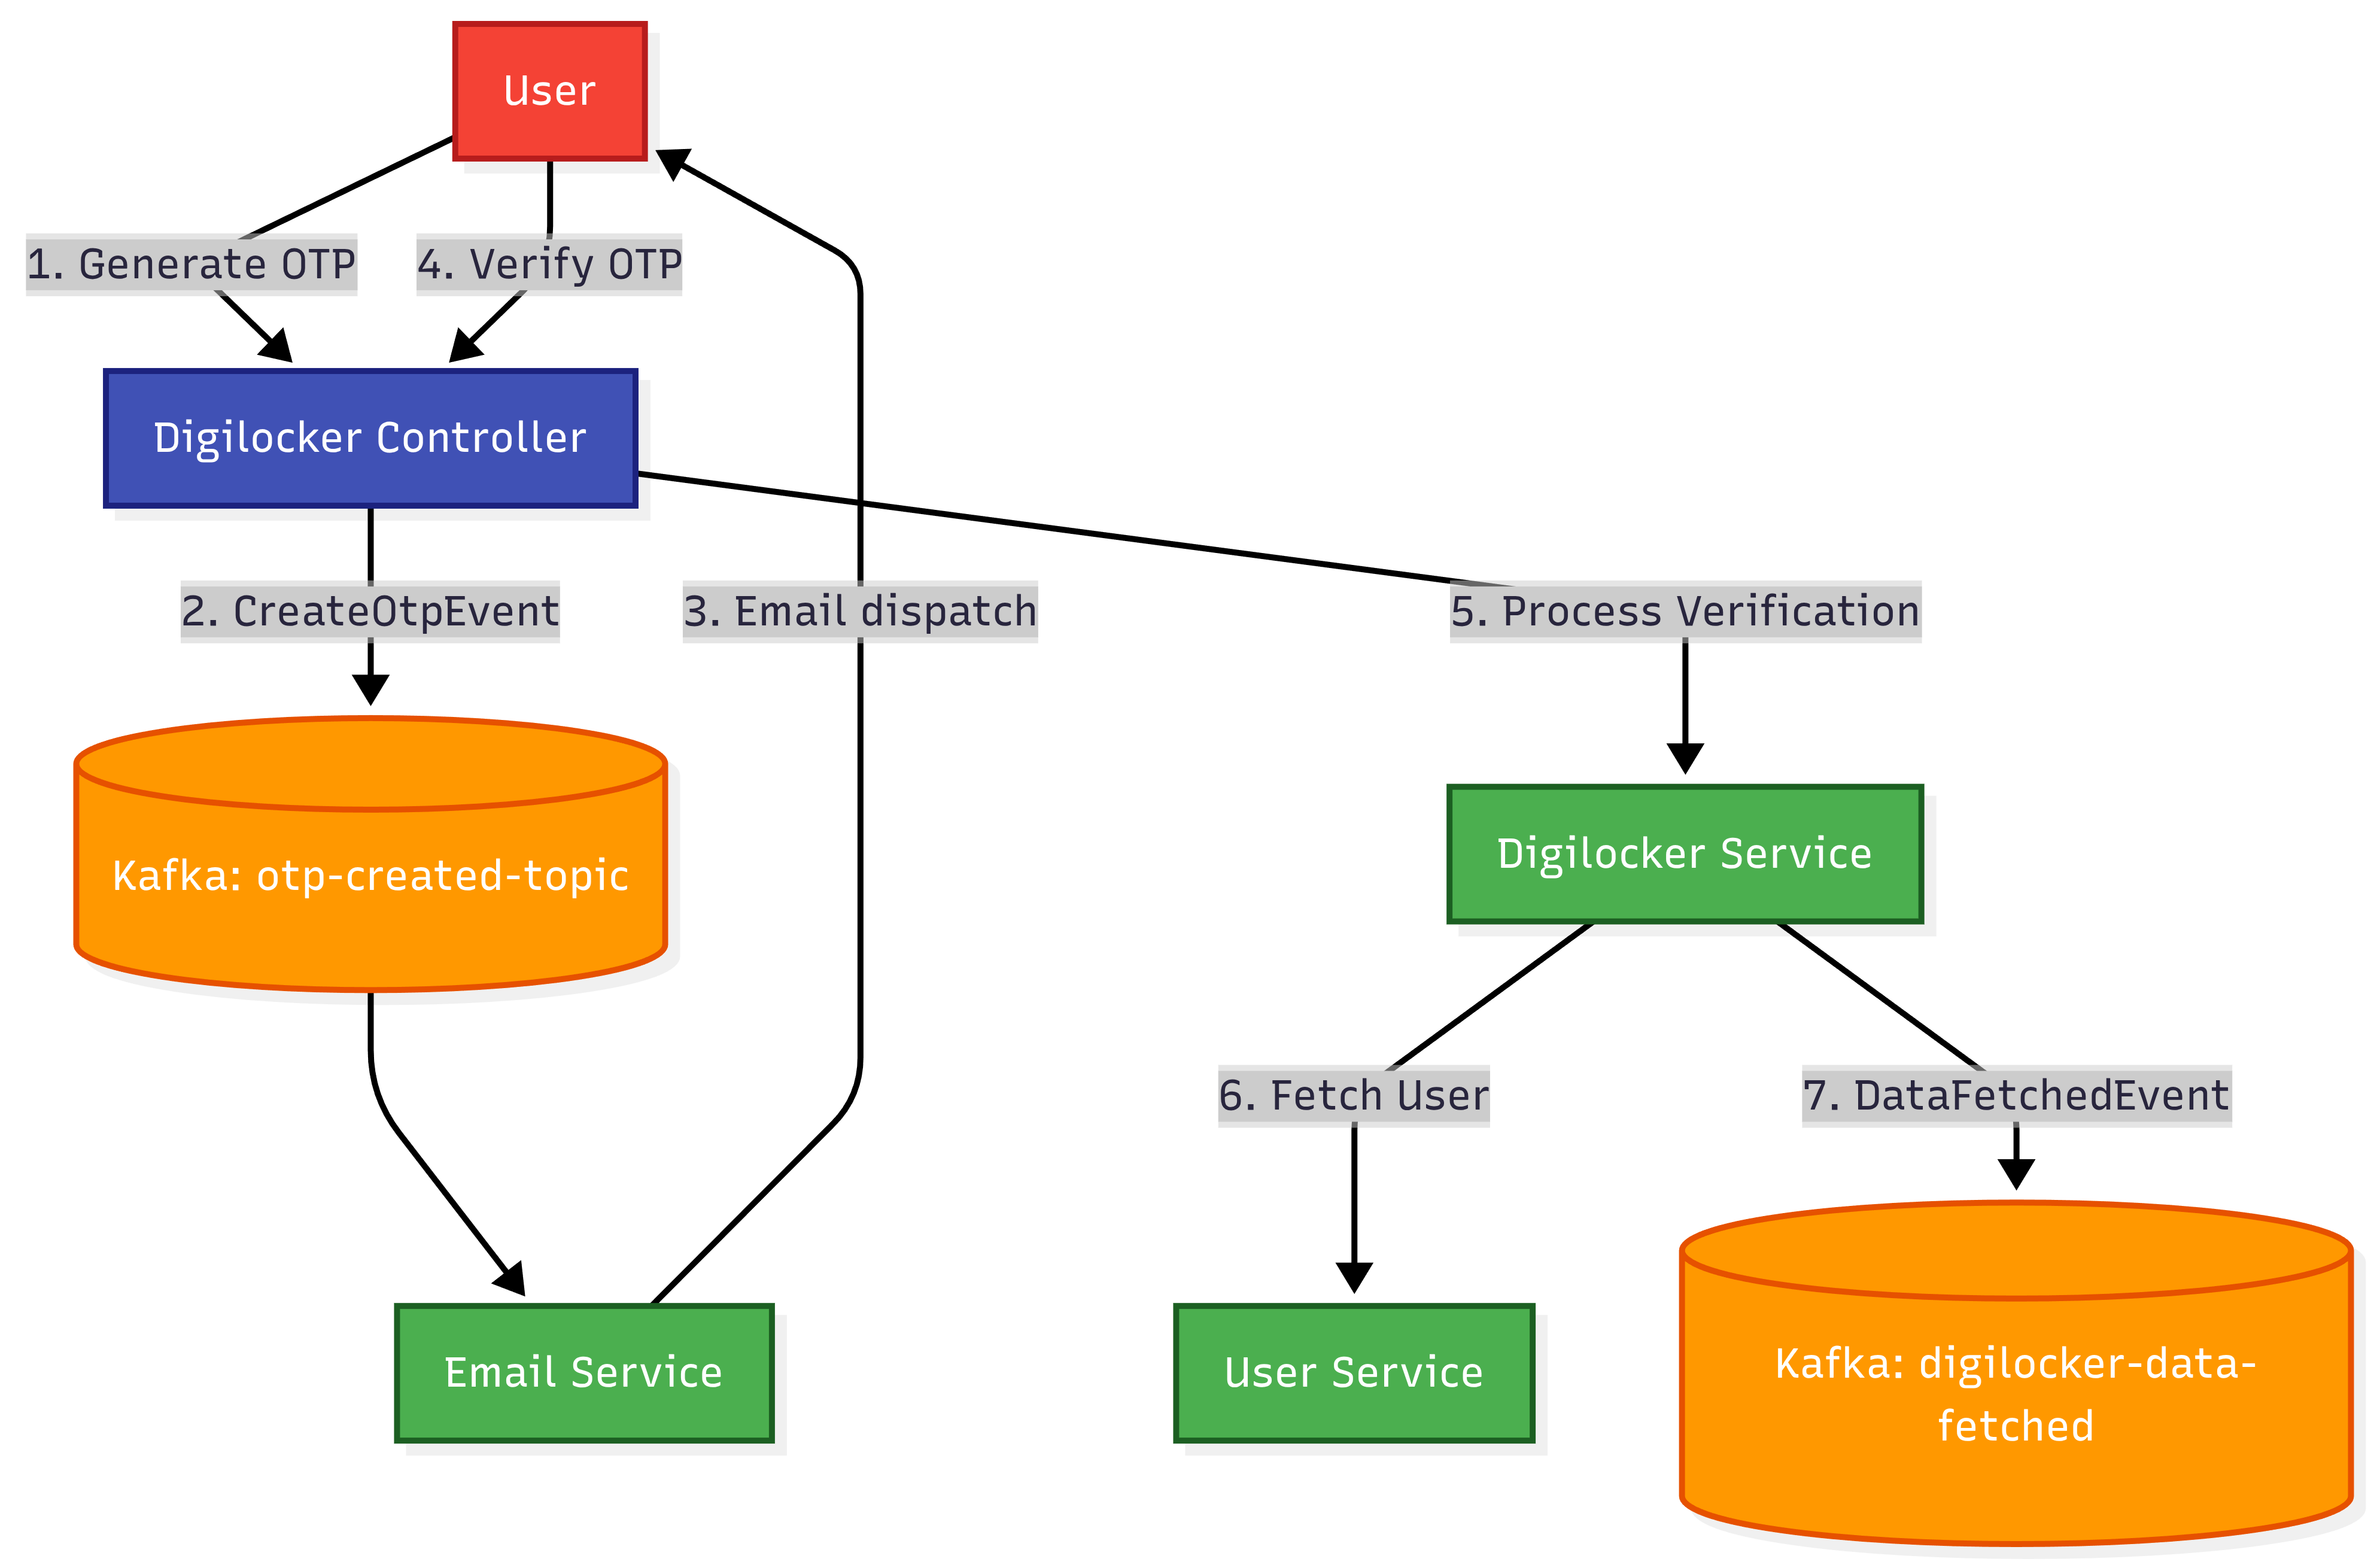 User
1. Generate OTP
4. Verify OTP
Digilocker Controller
2. CreateOtpEvent
3. Email dispatch
5. Process Verification
Kafka: otp-created-topic
Digilocker Service
6. Fetch User
7. DataFetchedEvent
Email Service
User Service
Kafka: digilocker-data-
fetched